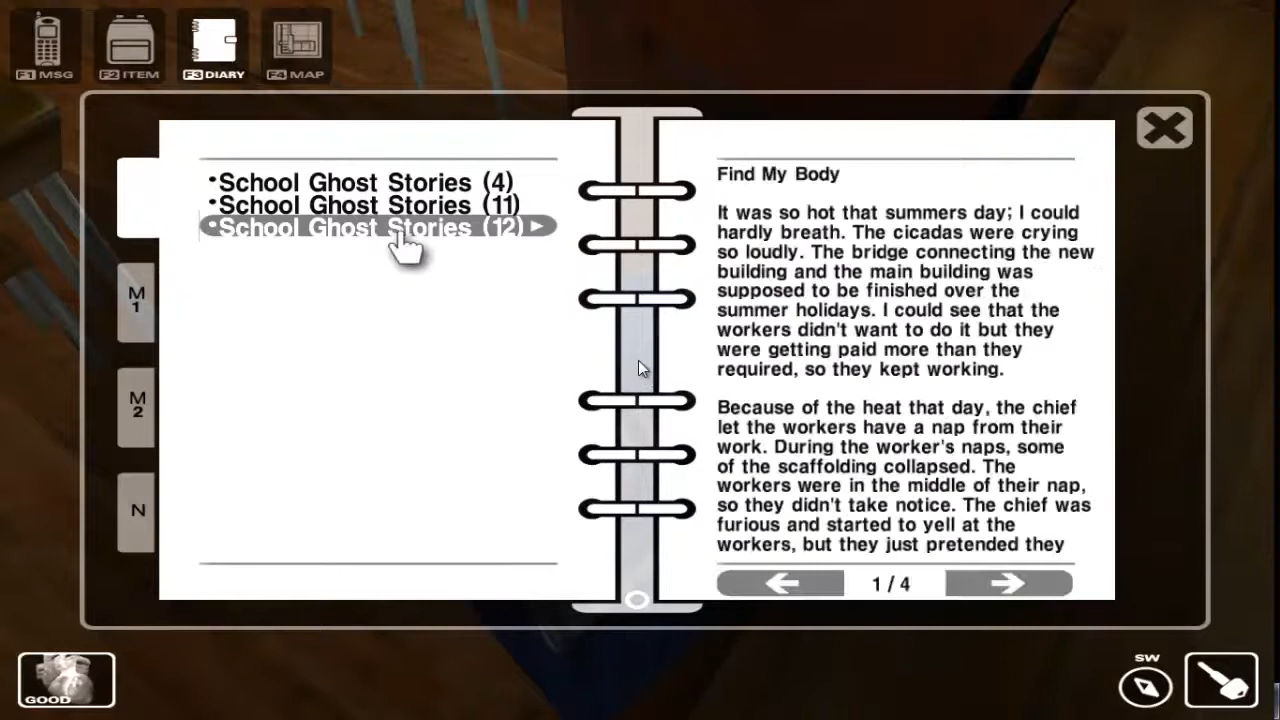 F1 MSG
F2 ITEM
F3 DIARY
F4 MAP
•School Ghost Stories (4)
•School Ghost Stories (11)
•School Ghost Stories (12)
M
1
M
2
N
Find My Body
It was so hot that summers day; I could
hardly breath. The cicadas were crying
so loudly. The bridge connecting the new
building and the main building was
supposed to be finished over the
summer holidays. I could see that the
workers didn't want to do it but they
were getting paid more than they
required, so they kept working.
Because of the heat that day, the chief
let the workers have a nap from their
work. During the worker's naps, some
of the scaffolding collapsed. The
workers were in the middle of their nap,
so they didn't take notice. The chief was
furious and started to yell at the
workers, but they just pretended they
1 / 4
GOOD
SW